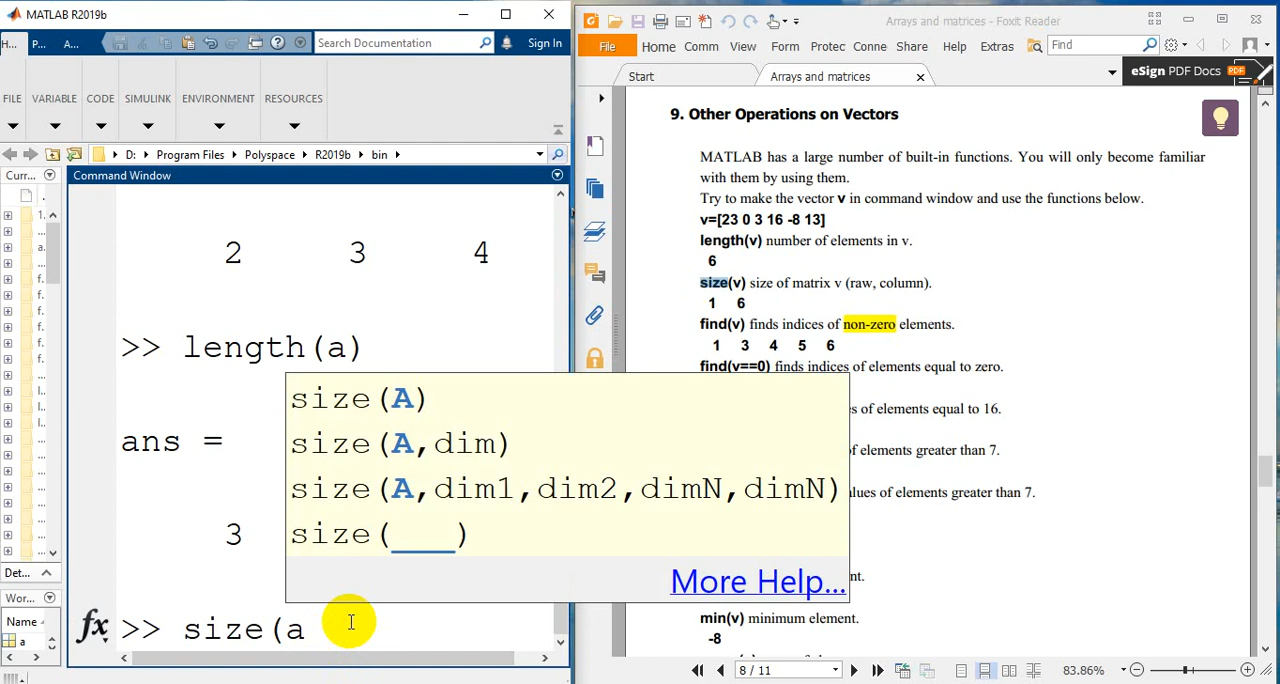 MATLAB R2019b
H... P... A...
Search Documentation
Sign In
FILE VARIABLE CODE SIMULINK ENVIRONMENT RESOURCES
D: Program Files Polyspace R2019b bin
Curr...
Command Window
2 3 4
>> length(a)
ans =
3
fx >> size(a
size(A)
size(A,dim)
size(A,dim1,dim2,dimN,dimN)
size(____)
More Help...
Det...
Wor...
Name
a
Arrays and matrices - Foxit Reader
File Home Comm View Form Protec Conne Share Help Extras Find
Start Arrays and matrices
eSign PDF Docs PDF
9. Other Operations on Vectors
MATLAB has a large number of built-in functions. You will only become familiar
with them by using them.
Try to make the vector v in command window and use the functions below.
v=[23 0 3 16 -8 13]
length(v) number of elements in v.
6
size(v) size of matrix v (raw, column).
1 6
find(v) finds indices of non-zero elements.
1 3 4 5 6
find(v==0) finds indices of elements equal to zero.
s of elements equal to 16.
of elements greater than 7.
alues of elements greater than 7.
nt.
min(v) minimum element.
-8
8 / 11
83.86%